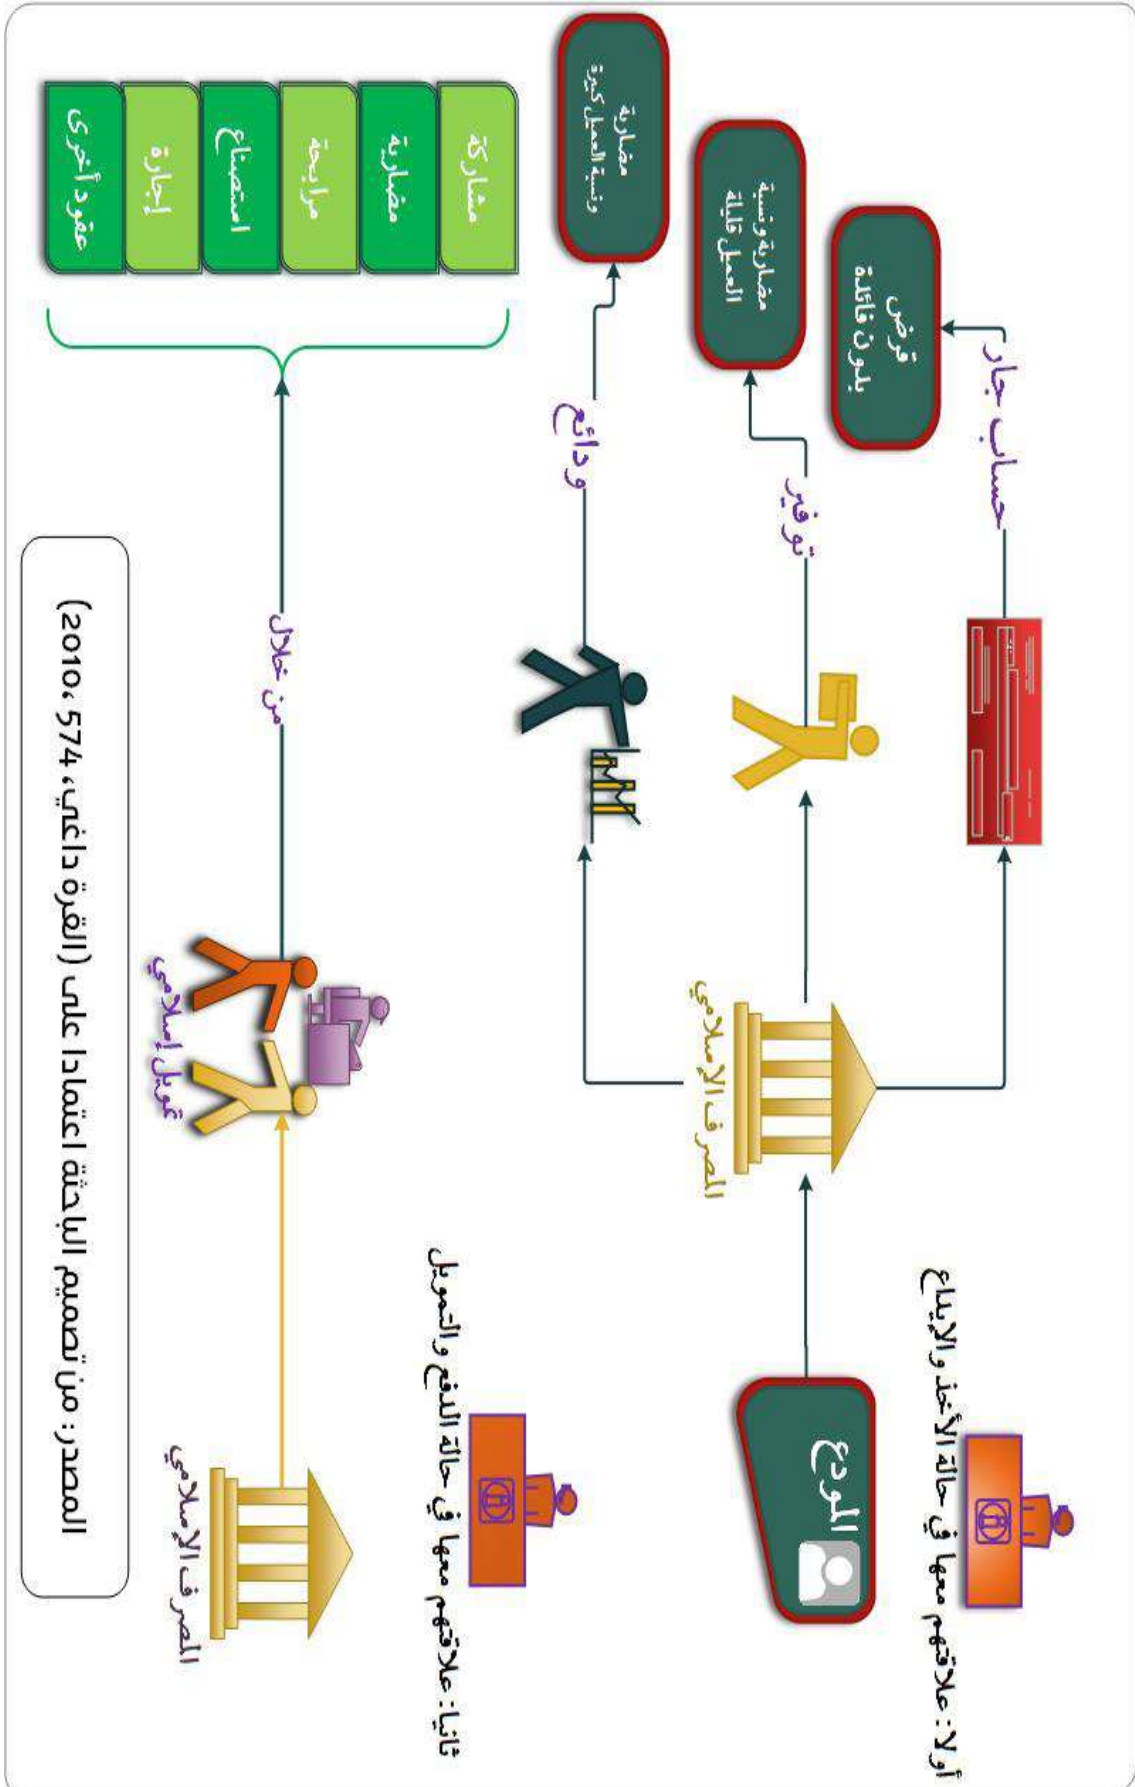 أولا: علاقتهم معها في حالة الأخذ والإيداع
المودع
المصرف الإسلامي
حساب جار
قرض
بدون فائدة
توفير
مضاربة ونسبة
العميل قليلة
ودائع
مضاربة
ونسبة العميل كبيرة
ثانيا: علاقتهم معها في حالة الدفع والتمويل
المصرف الإسلامي
تمويل إسلامي
من خلال
مشاركة
مضاربة
مرابحة
استصناع
إجارة
عقود أخرى
المصدر: من تصميم الباحثة اعتمادا على (القرة داغي، 574، 2010)